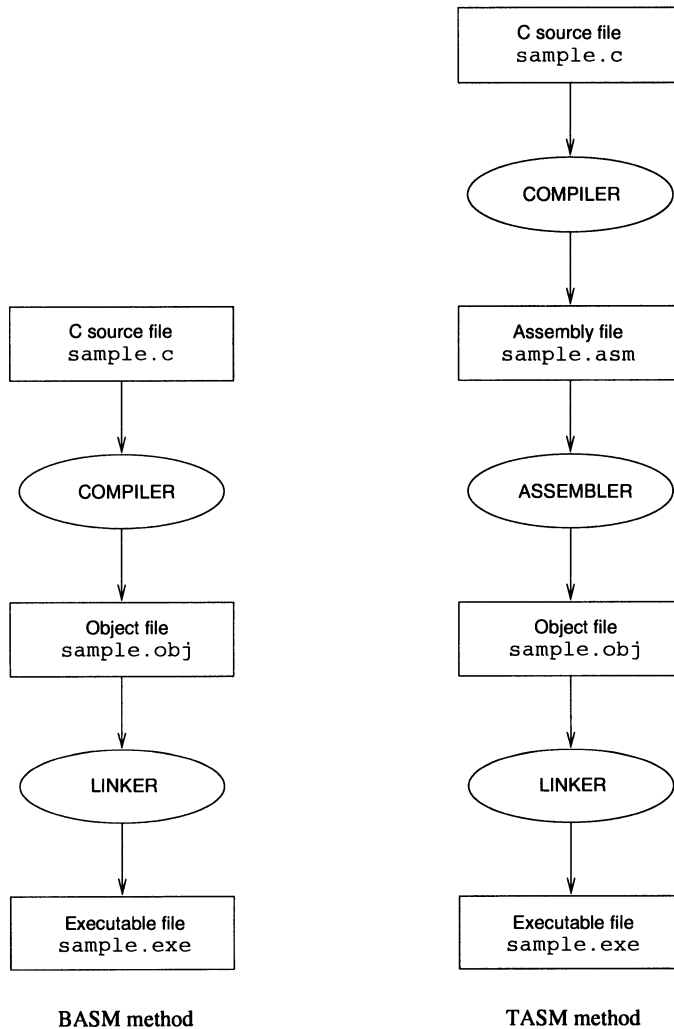 C source file
sample.c
COMPILER
Object file
sample.obj
LINKER
Executable file
sample.exe
BASM method
C source file
sample.c
COMPILER
Assembly file
sample.asm
ASSEMBLER
Object file
sample.obj
LINKER
Executable file
sample.exe
TASM method